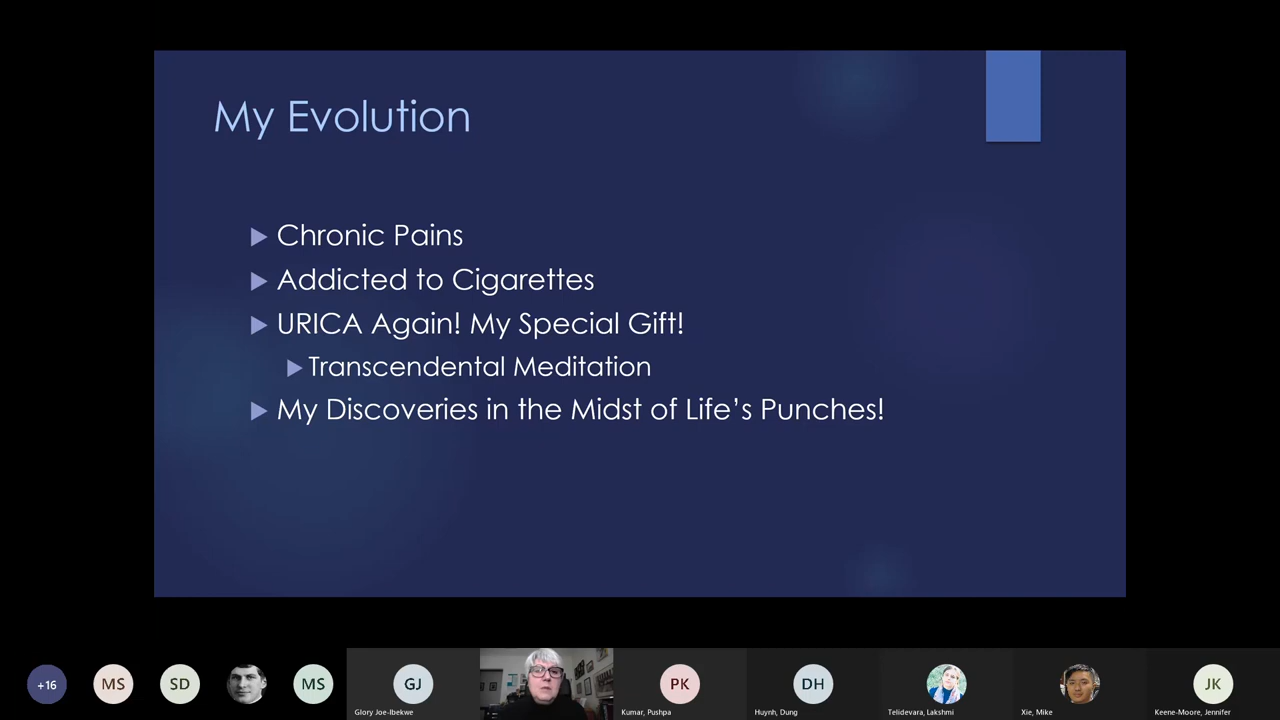 My Evolution
Chronic Pains
Addicted to Cigarettes
URICA Again! My Special Gift!
Transcendental Meditation
My Discoveries in the Midst of Life's Punches!
+16
MS
SD
MS
GJ
PK
DH
JK
Glory Joe-Ibekwe
Kumar, Pushpa
Huynh, Dung
Telidevara, Lakshmi
Xie, Mike
Keene-Moore, Jennifer